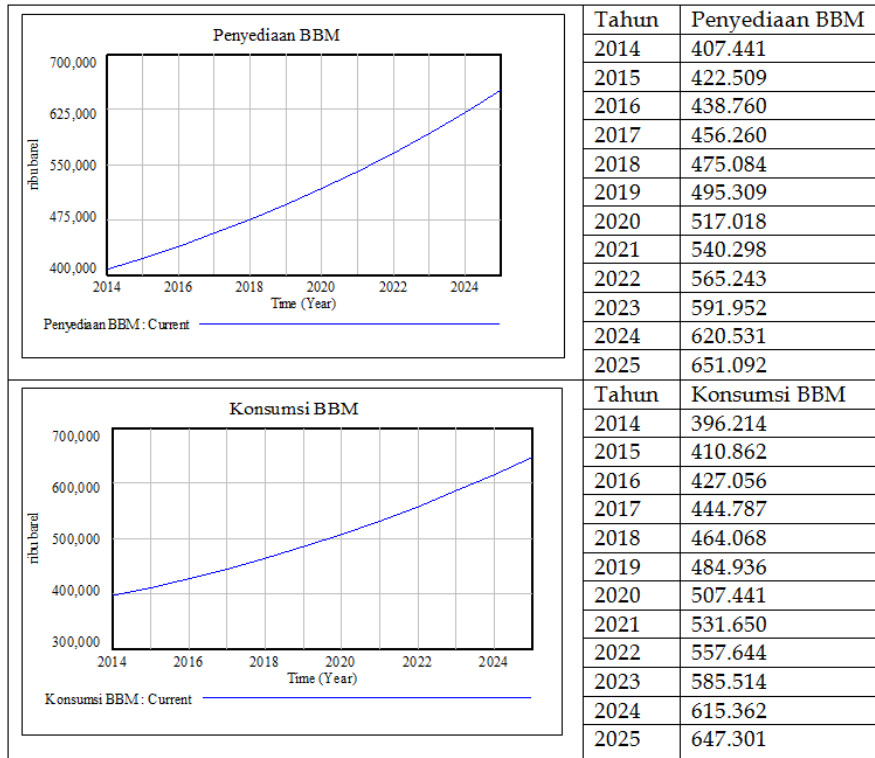 Penyediaan BBM
700,000
625,000
550,000
475,000
400,000
ribu barel
2014 2016 2018 2020 2022 2024
Time (Year)
Penyediaan BBM : Current
Tahun Penyediaan BBM
2014 407.441
2015 422.509
2016 438.760
2017 456.260
2018 475.084
2019 495.309
2020 517.018
2021 540.298
2022 565.243
2023 591.952
2024 620.531
2025 651.092
Konsumsi BBM
700,000
600,000
500,000
400,000
300,000
ribu barel
2014 2016 2018 2020 2022 2024
Time (Year)
Konsumsi BBM : Current
Tahun Konsumsi BBM
2014 396.214
2015 410.862
2016 427.056
2017 444.787
2018 464.068
2019 484.936
2020 507.441
2021 531.650
2022 557.644
2023 585.514
2024 615.362
2025 647.301